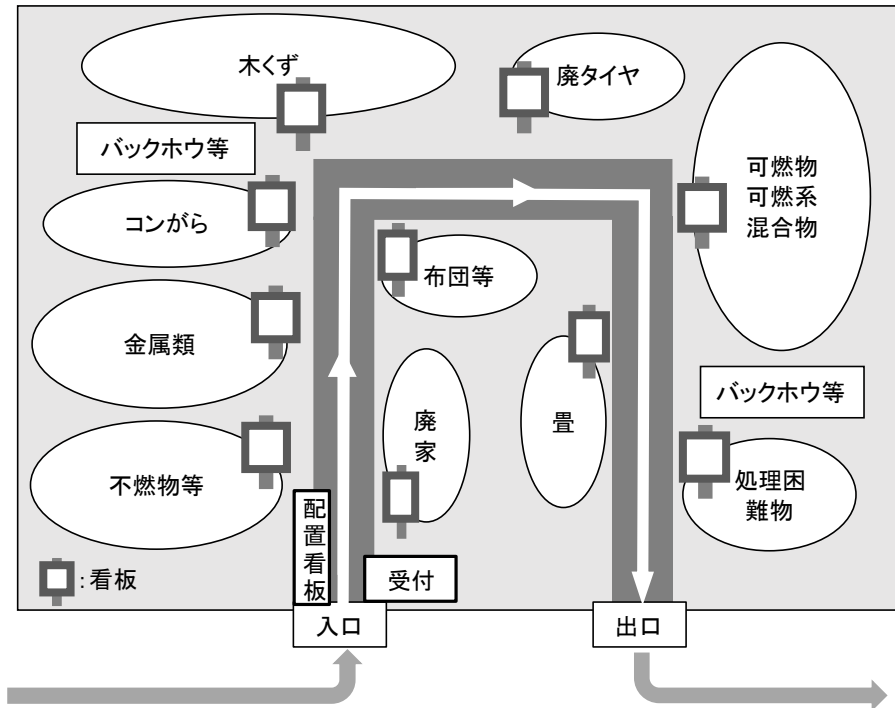 木くず
廃タイヤ
バックホウ等
可燃物
可燃系
混合物
コンがら
布団等
金属類
バックホウ等
廃
家
畳
不燃物等
処理困
難物
配
置
看
板
:看板
受付
入口
出口